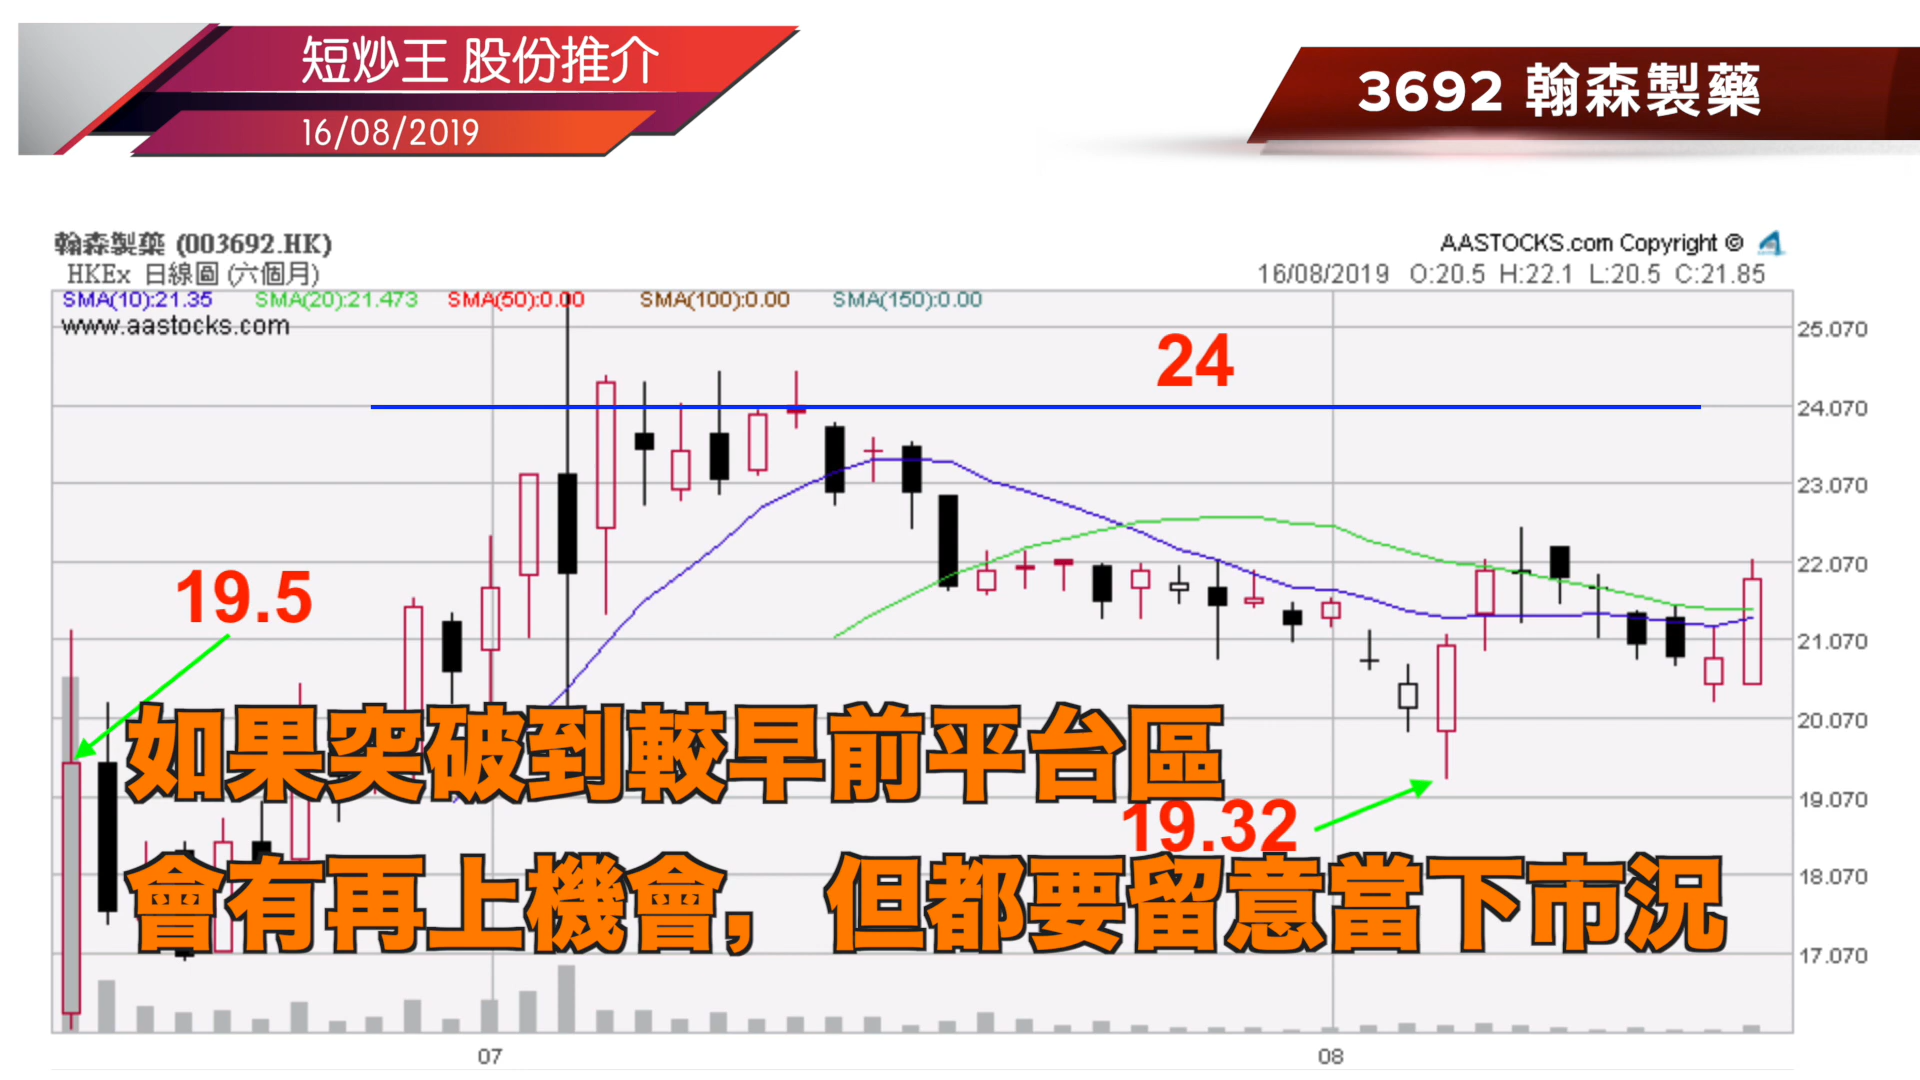 短炒王 股份推介
16/08/2019
3692 翰森製藥
翰森製藥 (003692.HK)
HKEx 日線圖 (六個月)
AASTOCKS.com Copyright ©
16/08/2019 O:20.5 H:22.1 L:20.5 C:21.85
SMA(10):21.35 SMA(20):21.473 SMA(50):0.00 SMA(100):0.00 SMA(150):0.00
www.aastocks.com
25.070
24
24.070
23.070
22.070
19.5
21.070
20.070
如果突破到較早前平台區
19.070
19.32
18.070
會有再上機會，但都要留意當下市況
17.070
07
08